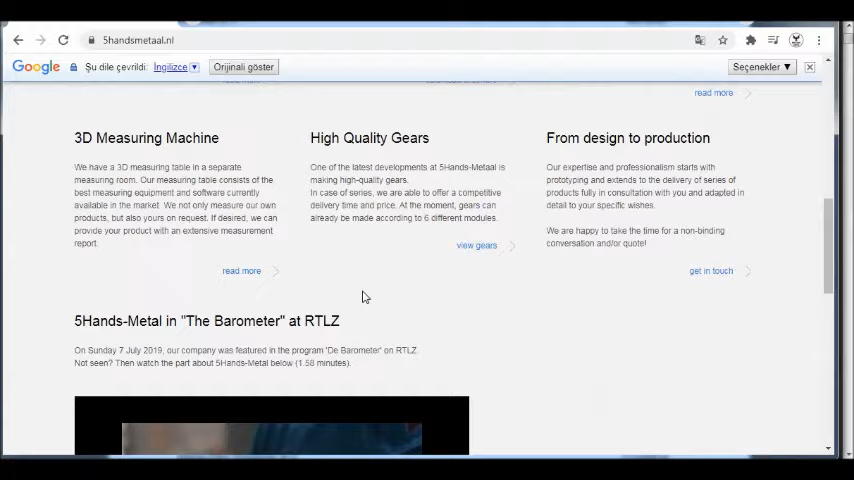 5handsmetaal.nl
Google Şu dile çevrildi: İngilizce ▼ Orijinali göster Seçenekler ▼
read more
3D Measuring Machine
We have a 3D measuring table in a separate
measuring room. Our measuring table consists of the
best measuring equipment and software currently
available in the market. We not only measure our own
products, but also yours on request. If desired, we can
provide your product with an extensive measurement
report.
read more
High Quality Gears
One of the latest developments at 5Hands-Metaal is
making high-quality gears.
In case of series, we are able to offer a competitive
delivery time and price. At the moment, gears can
already be made according to 6 different modules.
view gears
From design to production
Our expertise and professionalism starts with
prototyping and extends to the delivery of series of
products fully in consultation with you and adapted in
detail to your specific wishes.
We are happy to take the time for a non-binding
conversation and/or quote!
get in touch
5Hands-Metal in "The Barometer" at RTLZ
On Sunday 7 July 2019, our company was featured in the program 'De Barometer' on RTLZ.
Not seen? Then watch the part about 5Hands-Metal below (1.58 minutes).